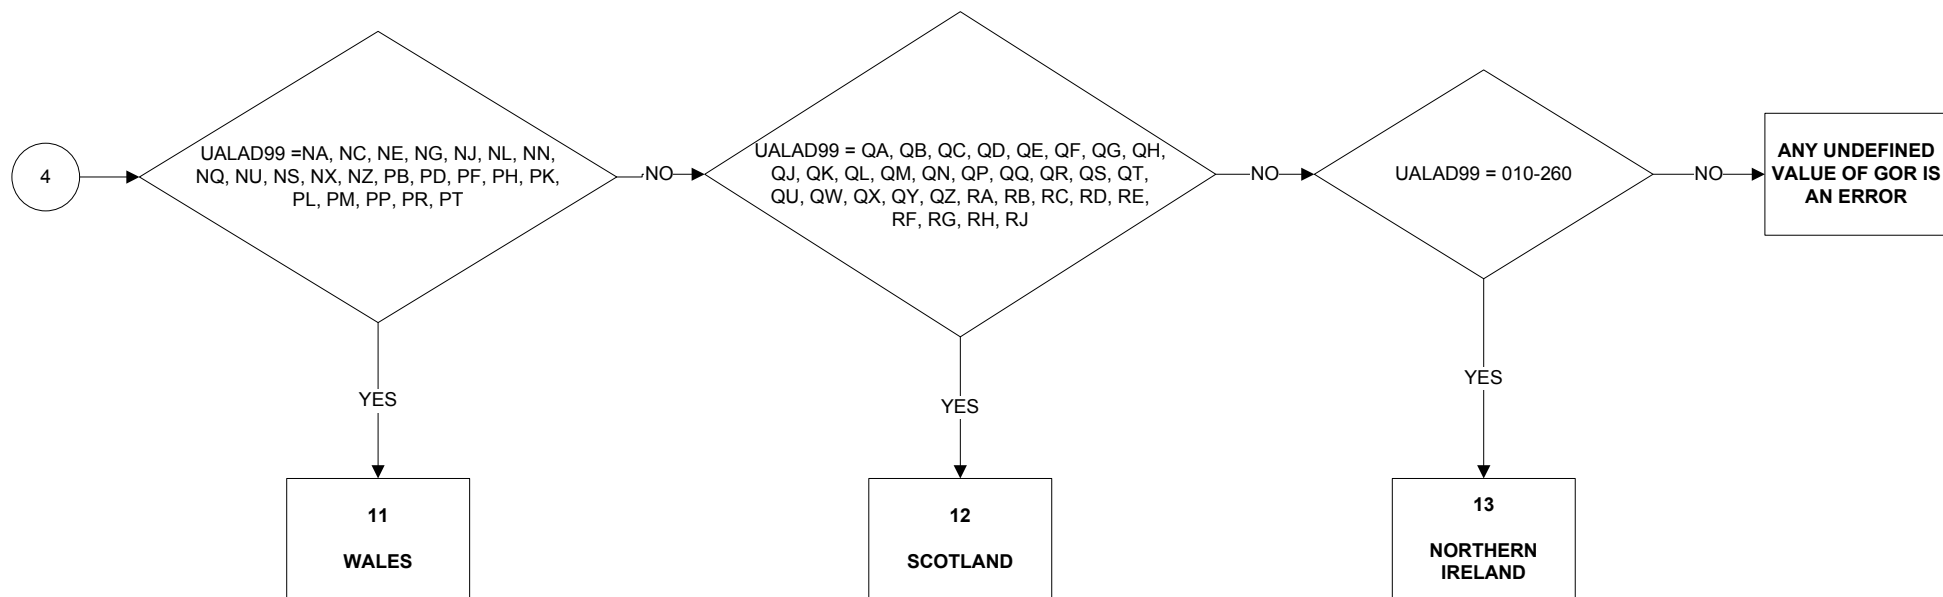 4
UALAD99 =NA, NC, NE, NG, NJ, NL, NN,
NQ, NU, NS, NX, NZ, PB, PD, PF, PH, PK,
PL, PM, PP, PR, PT
NO
UALAD99 = QA, QB, QC, QD, QE, QF, QG, QH,
QJ, QK, QL, QM, QN, QP, QQ, QR, QS, QT,
QU, QW, QX, QY, QZ, RA, RB, RC, RD, RE,
RF, RG, RH, RJ
NO
UALAD99 = 010-260
NO
ANY UNDEFINED
VALUE OF GOR IS
AN ERROR
YES
YES
YES
11
WALES
12
SCOTLAND
13
NORTHERN
IRELAND